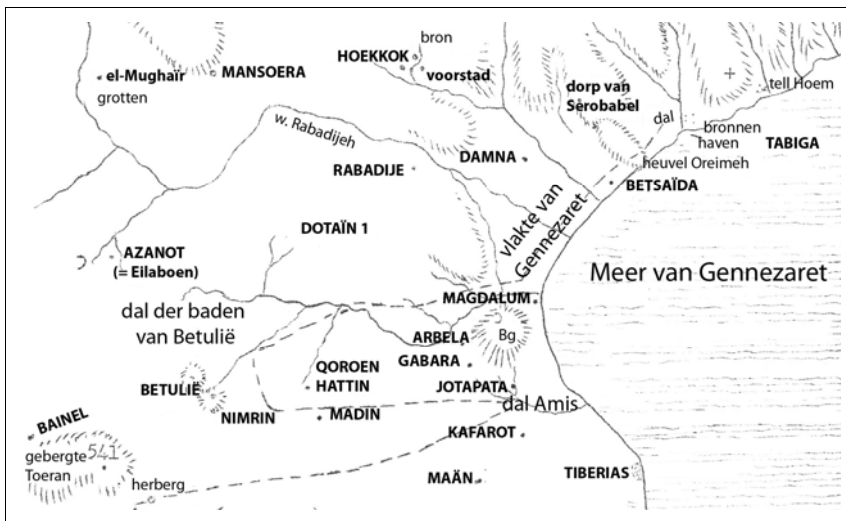 bron
HOEKKOK
voorstad
el-Mughaïr
grotten
MANSOERA
dorp van
Serobabel
tell Hoem
dal
bronnen
haven
TABIGA
w. Rabadijeh
RABADIJE
DAMNA
heuvel Oreimeh
BETSAÏDA
vlakte van
Gennezaret
DOTAÏN 1
AZANOT
(= Eilaboen)
Meer van Gennezaret
dal der baden
van Betulië
MAGDALUM
Bg
ARBELA
GABARA
QOROEN
HATTIN
BETULIË
JOTAPATA
dal Amis
NIMRIN
MADIN
KAFAROT
BAINEL
gebergte 541
Toeran
herberg
MAÄN
TIBERIAS